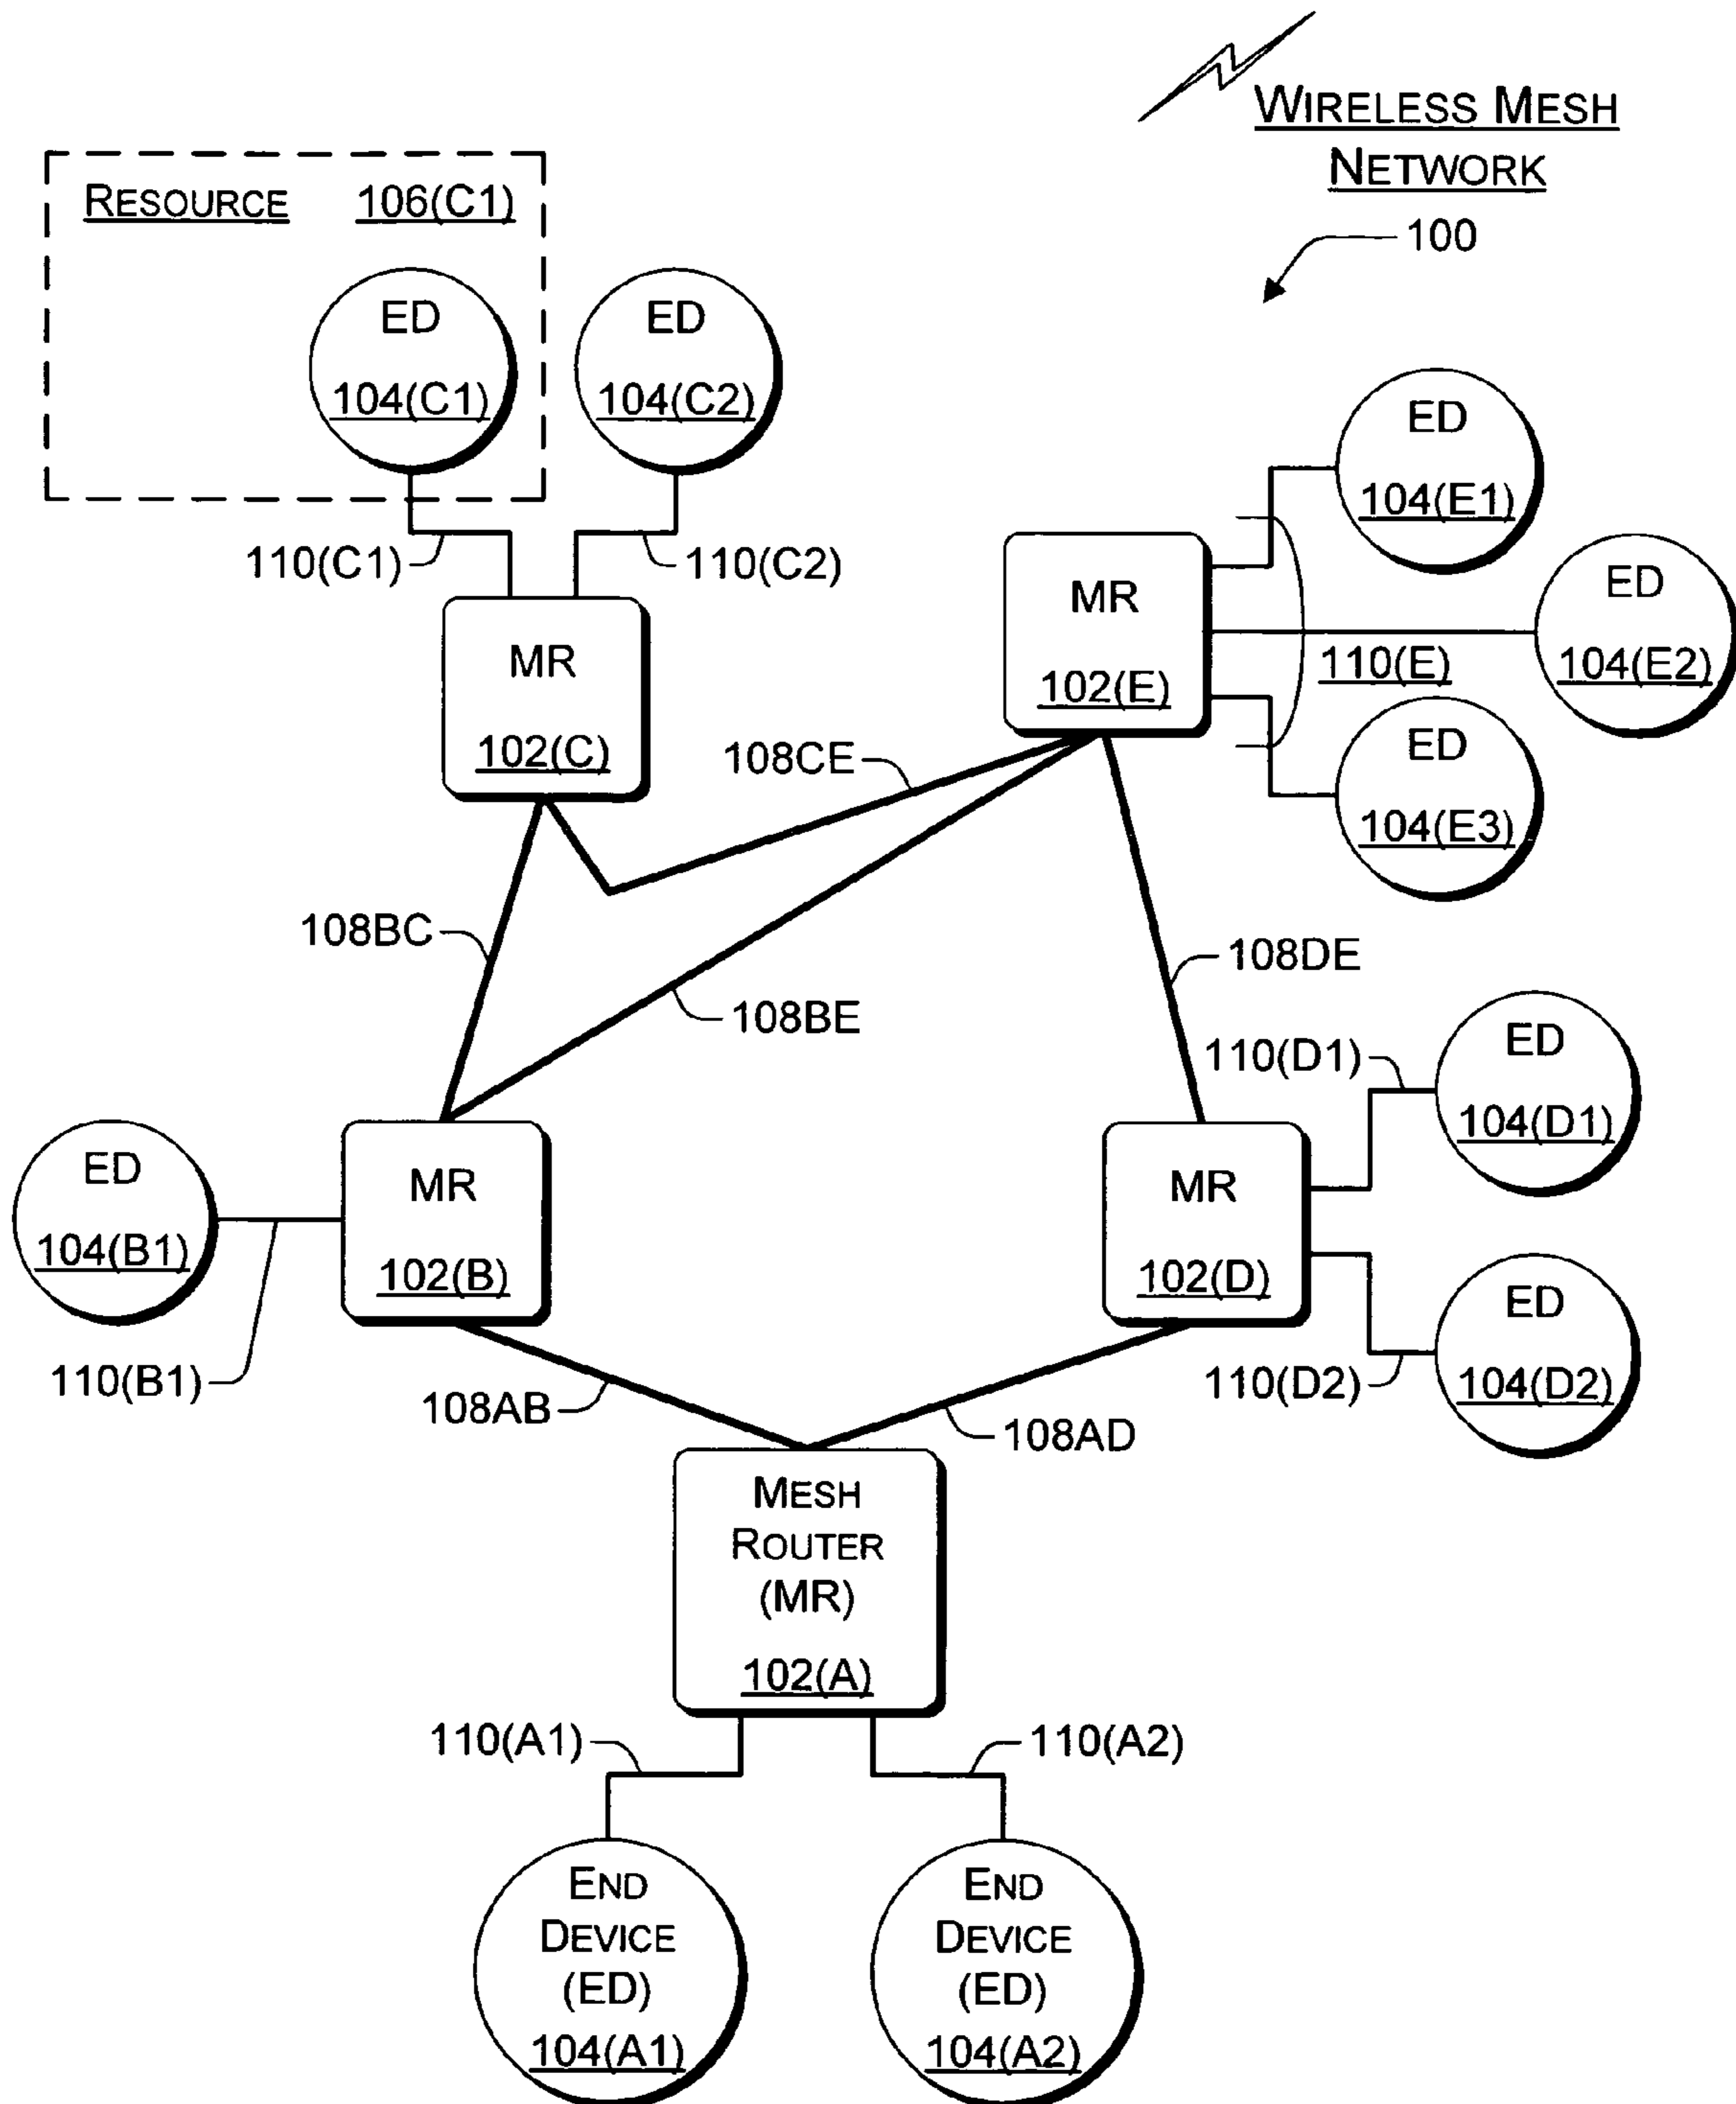 WIRELESS MESH
NETWORK
100
RESOURCE 106(C1)
ED
104(C1)
ED
104(C2)
110(C1)
110(C2)
MR
102(C)
ED
104(E1)
ED
104(E2)
ED
104(E3)
110(E)
MR
102(E)
108CE
108BC
108BE
108DE
110(D1)
ED
104(D1)
ED
104(B1)
MR
102(B)
MR
102(D)
110(B1)
110(D2)
ED
104(D2)
108AB
108AD
MESH
ROUTER
(MR)
102(A)
110(A1)
110(A2)
END
DEVICE
(ED)
104(A1)
END
DEVICE
(ED)
104(A2)